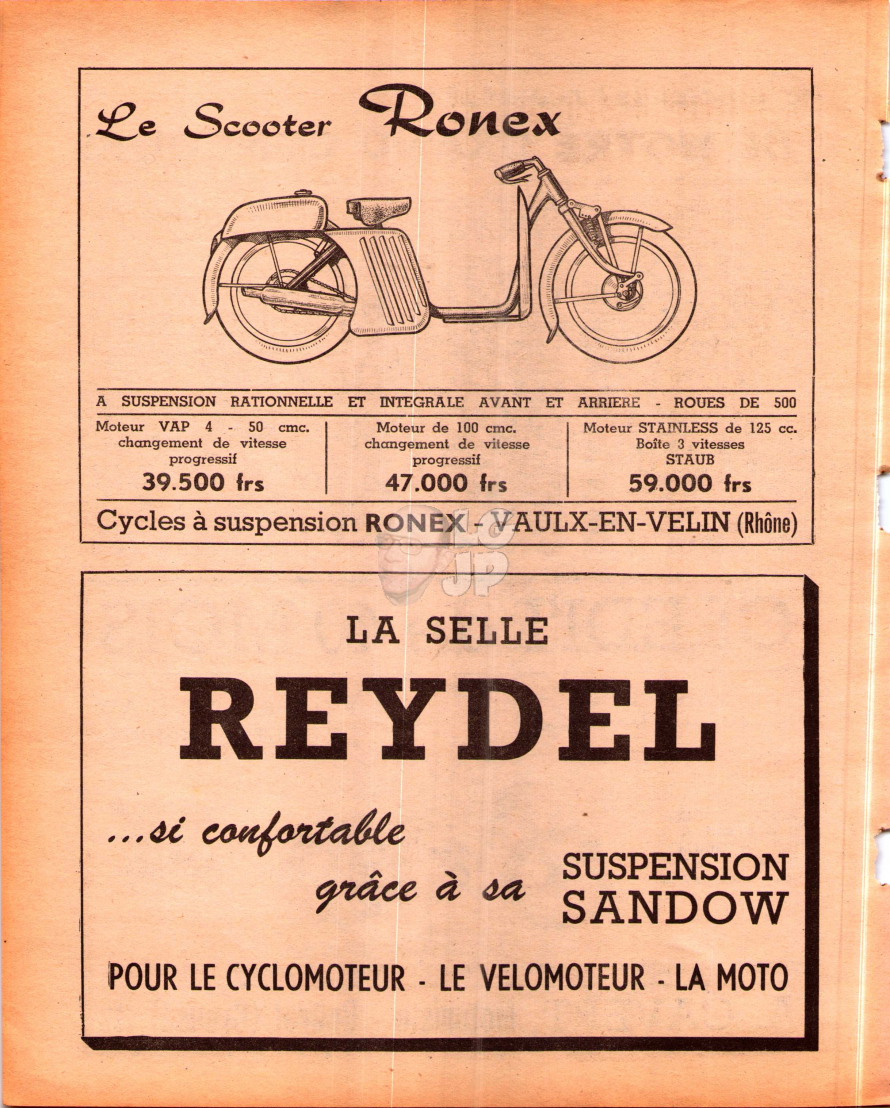 Le Scooter Ronex
A SUSPENSION RATIONNELLE ET INTEGRALE AVANT ET ARRIERE - ROUES DE 500
Moteur VAP 4 - 50 cmc.
changement de vitesse
progressif
39.500 frs
Moteur de 100 cmc.
changement de vitesse
progressif
47.000 frs
Moteur STAINLESS de 125 cc.
Boîte 3 vitesses
STAUB
59.000 frs
Cycles à suspension RONEX - VAULX-EN-VELIN (Rhône)
LC
JP
LA SELLE
REYDEL
...si confortable
grâce à sa
SUSPENSION
SANDOW
POUR LE CYCLOMOTEUR - LE VELOMOTEUR - LA MOTO